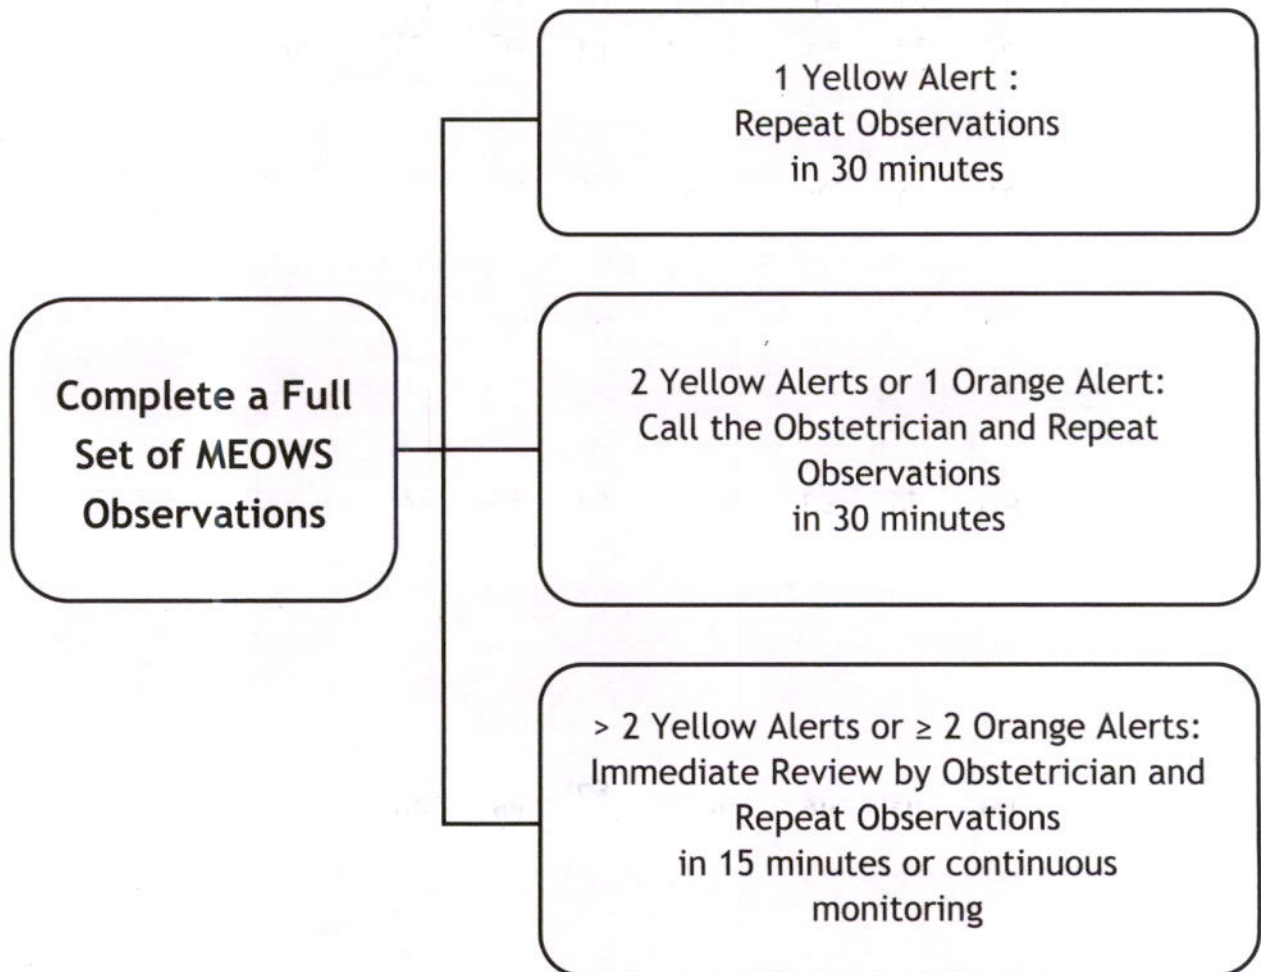 1 Yellow Alert :
Repeat Observations
in 30 minutes
Complete a Full
Set of MEOWS
Observations
2 Yellow Alerts or 1 Orange Alert:
Call the Obstetrician and Repeat
Observations
in 30 minutes
> 2 Yellow Alerts or ≥ 2 Orange Alerts:
Immediate Review by Obstetrician and
Repeat Observations
in 15 minutes or continuous
monitoring